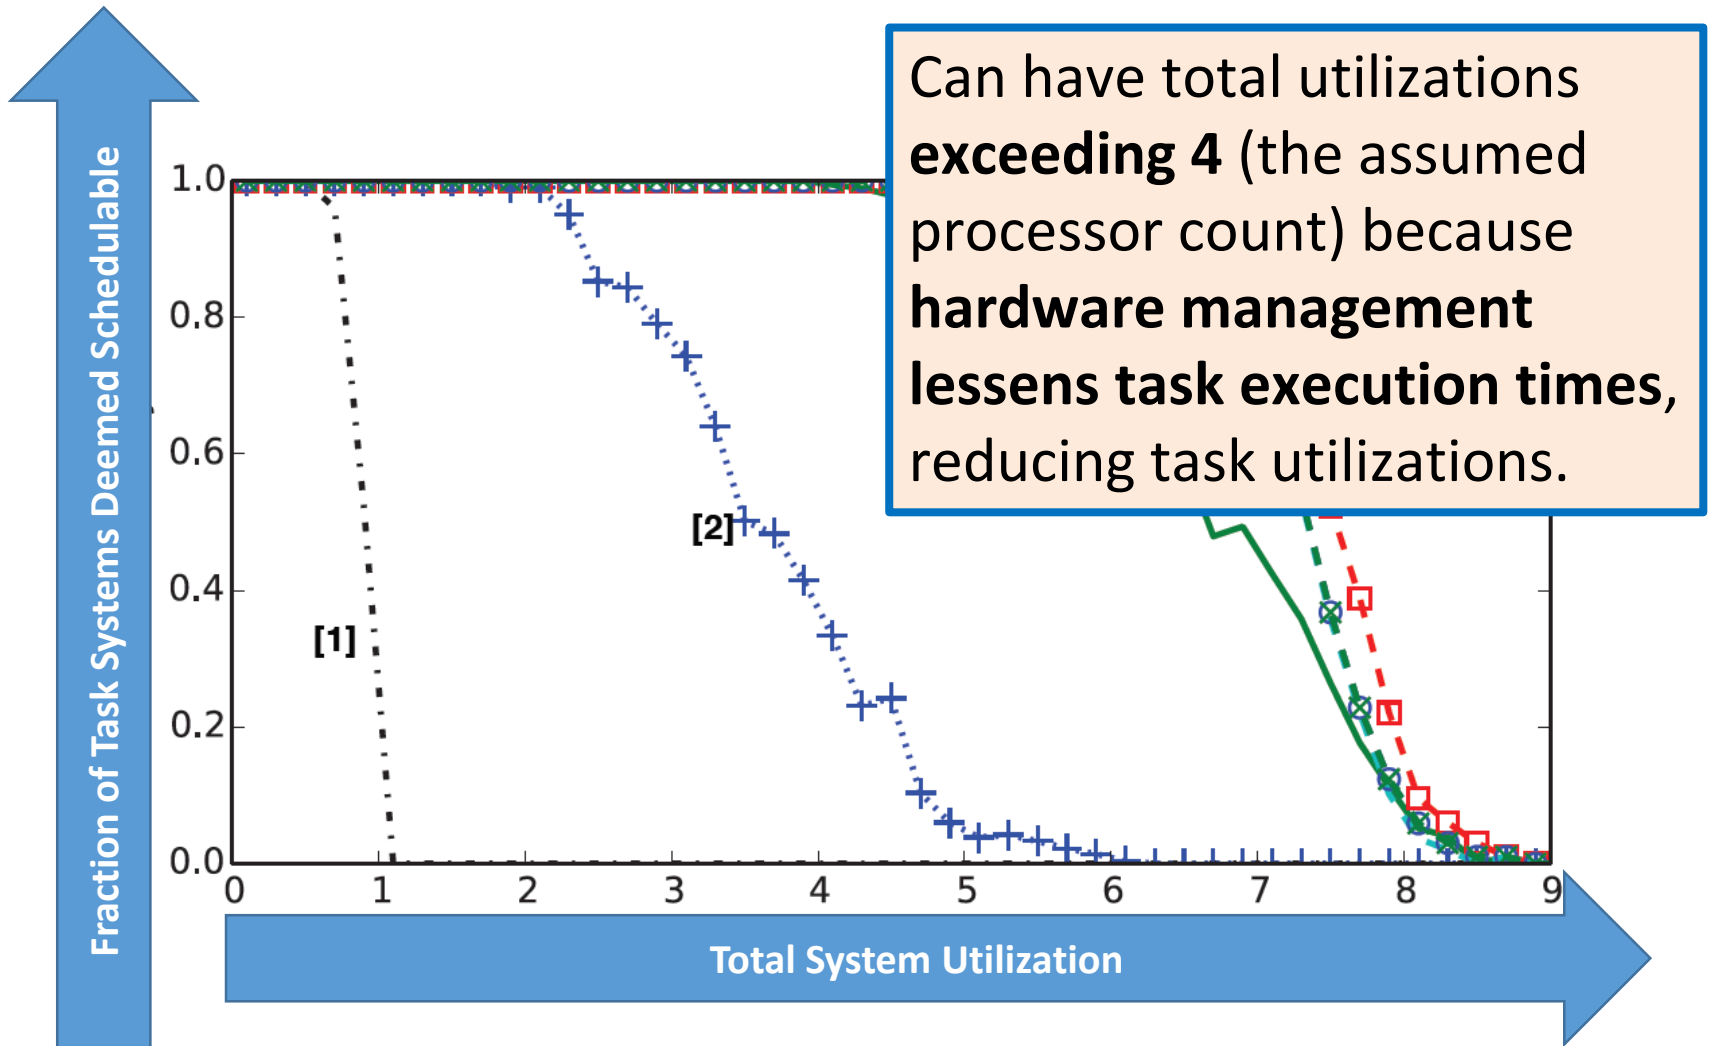 Can have total utilizations
exceeding 4 (the assumed
processor count) because
hardware management
lessens task execution times,
reducing task utilizations.
Fraction of Task Systems Deemed Schedulable
1.0
0.8
0.6
0.4
0.2
0.0
[1]
[2]
0 1 2 3 4 5 6 7 8 9
Total System Utilization